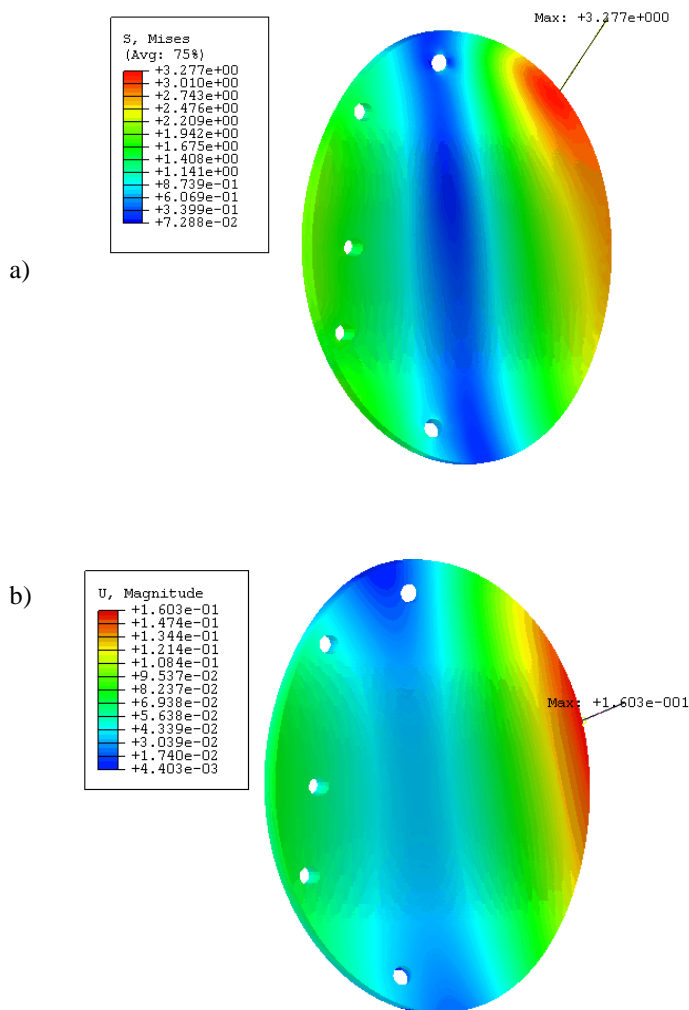 Max: +3.277e+000
S, Mises
(Avg: 75%)
+3.277e+00
+3.010e+00
+2.743e+00
+2.476e+00
+2.209e+00
+1.942e+00
+1.675e+00
+1.408e+00
+1.141e+00
+8.739e-01
+6.069e-01
+3.399e-01
+7.288e-02
a)
b)
U, Magnitude
+1.603e-01
+1.474e-01
+1.344e-01
+1.214e-01
+1.084e-01
+9.537e-02
+8.237e-02
+6.938e-02
+5.638e-02
+4.339e-02
+3.039e-02
+1.740e-02
+4.403e-03
Max: +1.603e-001